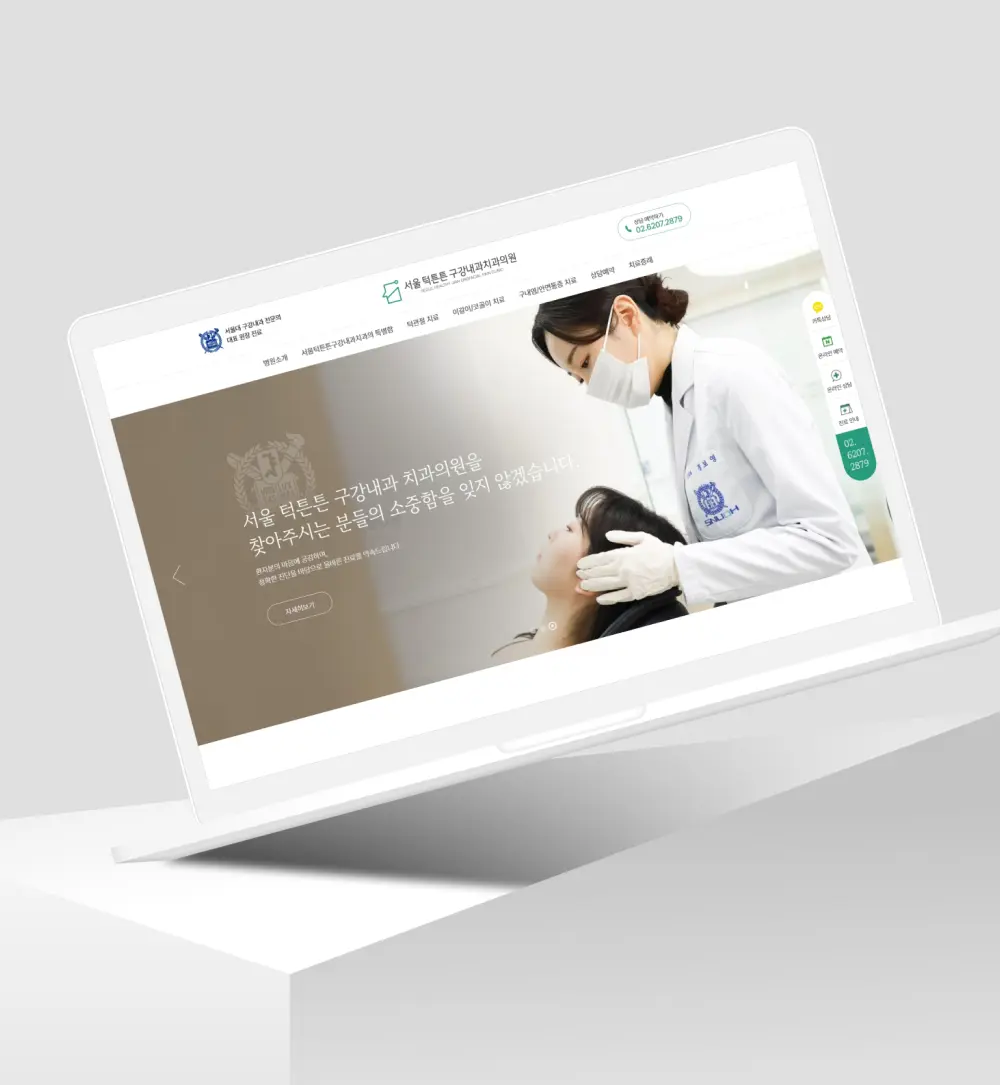 상담 예약하기
02.6207.2879
서울 턱튼튼 구강내과치과의원
서울대 구강내과 전문의
대표 원장 진료
병원소개 서울턱튼튼구강내과치과의 특별함 턱관절 치료 이갈이/코골이 치료 구내염/안면통증 치료 상담예약 치료증례
서울 턱튼튼 구강내과 치과의원을
찾아주시는 분들의 소중함을 잊지 않겠습니다.
환자분의 마음에 공감하며,
정확한 진단을 바탕으로 올바른 진료를 약속드립니다
자세히보기
카톡상담
온라인 예약
온라인 상담
진료 안내
02.
6207.
2879
SNUDH